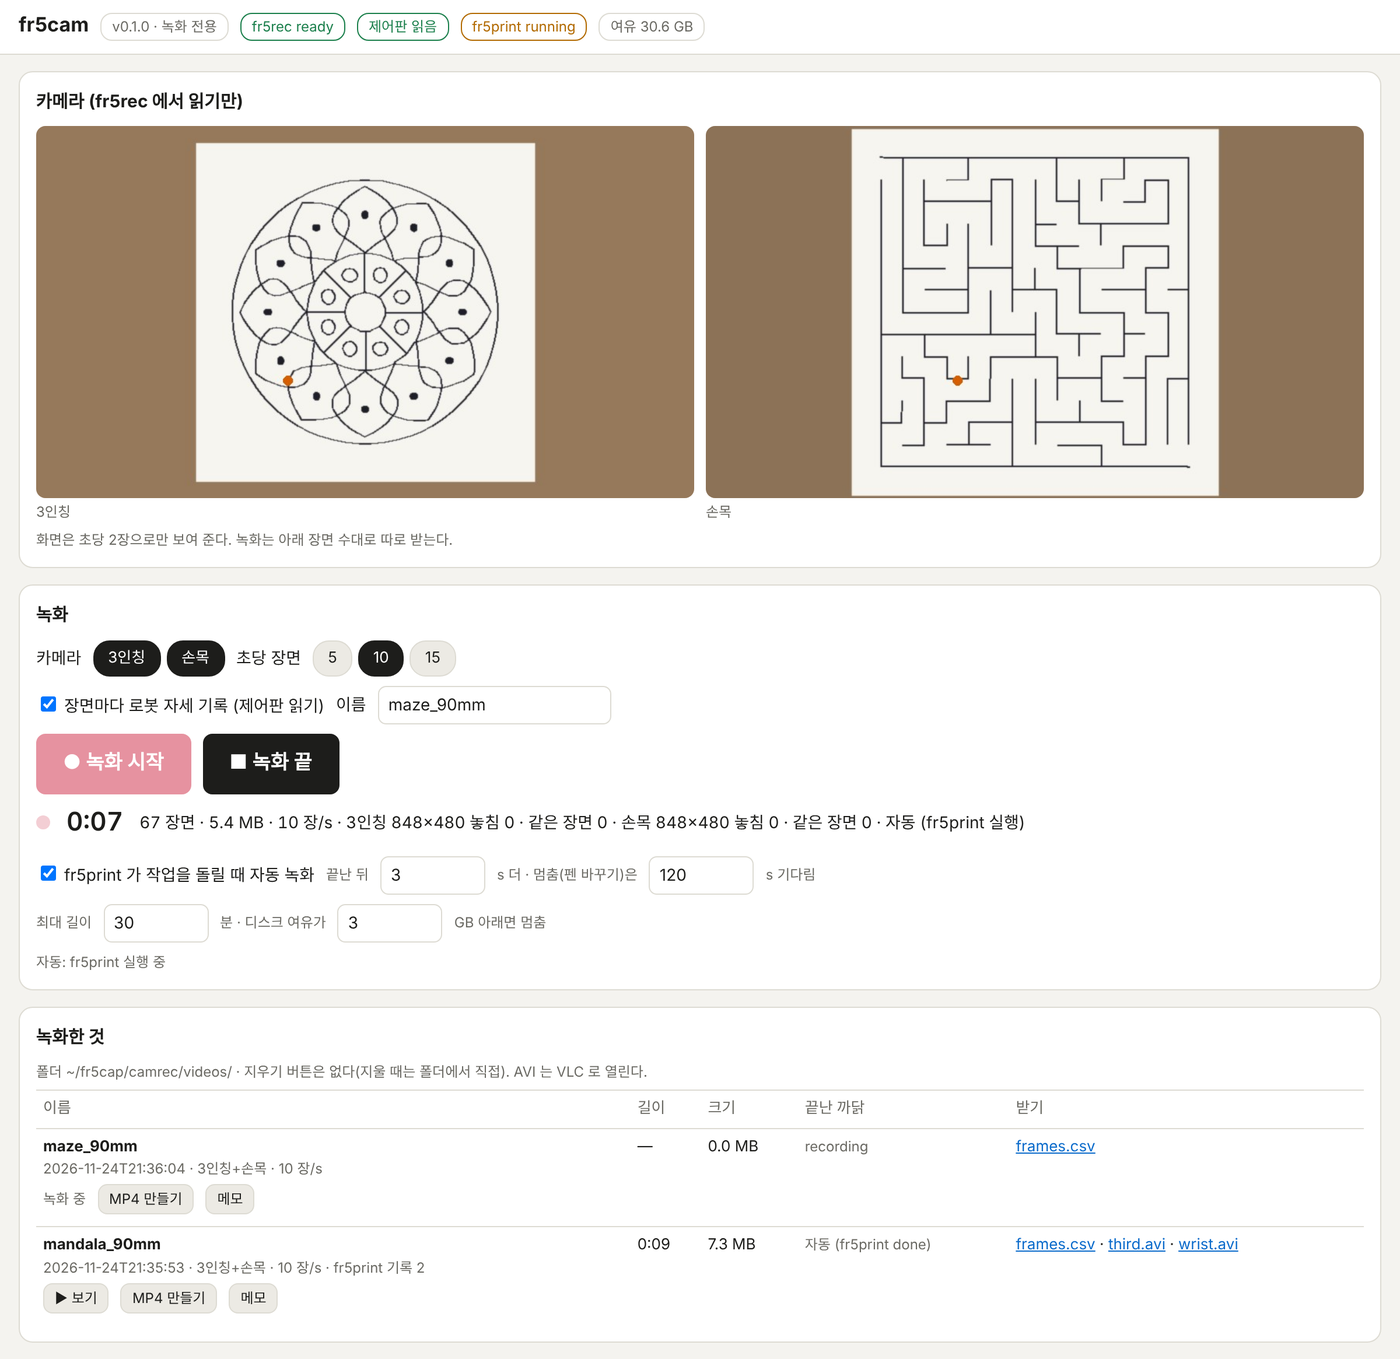 fr5cam v0.1.0 · 녹화 전용 fr5rec ready 제어판 읽음 fr5print running 여유 30.6 GB
카메라 (fr5rec 에서 읽기만)
3인칭 손목
화면은 초당 2장으로만 보여 준다. 녹화는 아래 장면 수대로 따로 받는다.
녹화
카메라 3인칭 손목 초당 장면 5 10 15
장면마다 로봇 자세 기록 (제어판 읽기) 이름 maze_90mm
● 녹화 시작 ■ 녹화 끝
0:07 67 장면 · 5.4 MB · 10 장/s · 3인칭 848×480 놓침 0 · 같은 장면 0 · 손목 848×480 놓침 0 · 같은 장면 0 · 자동 (fr5print 실행)
fr5print 가 작업을 돌릴 때 자동 녹화 끝난 뒤 3 s 더 · 멈춤(펜 바꾸기)은 120 s 기다림
최대 길이 30 분 · 디스크 여유가 3 GB 아래면 멈춤
자동: fr5print 실행 중
녹화한 것
폴더 ~/fr5cap/camrec/videos/ · 지우기 버튼은 없다(지울 때는 폴더에서 직접). AVI 는 VLC 로 열린다.
이름 길이 크기 끝난 까닭 받기
maze_90mm — 0.0 MB recording frames.csv
2026-11-24T21:36:04 · 3인칭+손목 · 10 장/s
녹화 중 MP4 만들기 메모
mandala_90mm 0:09 7.3 MB 자동 (fr5print done) frames.csv · third.avi · wrist.avi
2026-11-24T21:35:53 · 3인칭+손목 · 10 장/s · fr5print 기록 2
▶ 보기 MP4 만들기 메모